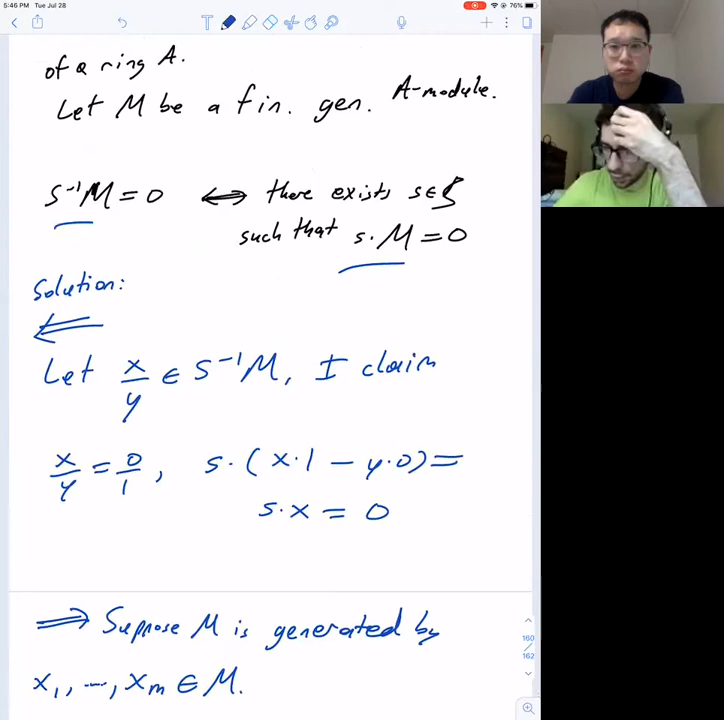 5:46 PM Tue Jul 28
76%
of a ring A.
Let M be a fin. gen. A-module.
S⁻¹M = 0 ⟺ there exists s∈S
such that s·M = 0
Solution:
⟸
Let x/y ∈ S⁻¹M, I claim
x/y = 0/1, s·(x·1 − y·0) =
s·x = 0
⟹ Suppose M is generated by
x₁, ..., xₘ ∈ M.
160
/
162